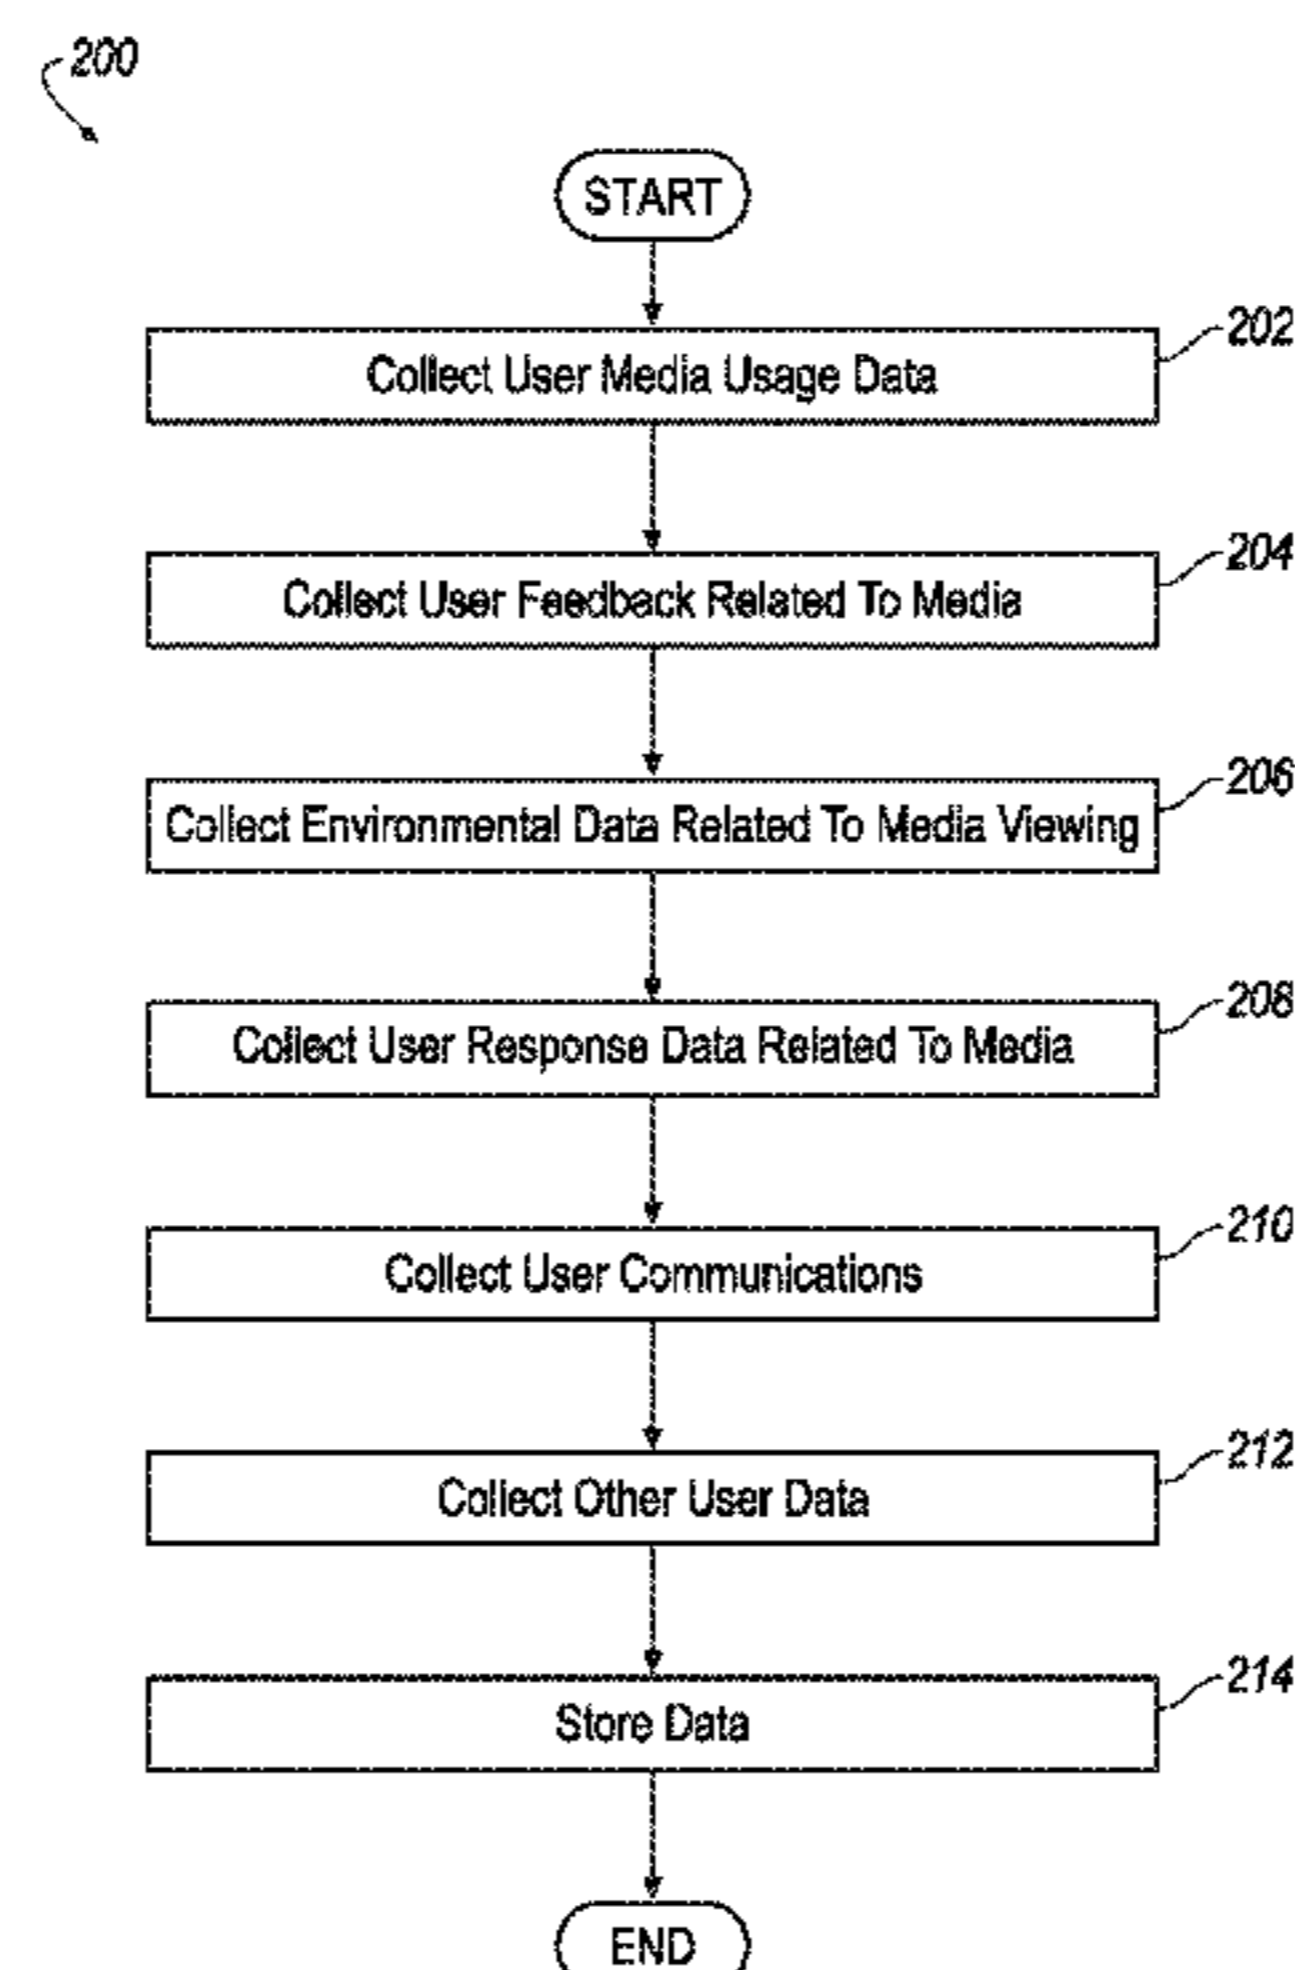 200
START
202
Collect User Media Usage Data
204
Collect User Feedback Related To Media
206
Collect Environmental Data Related To Media Viewing
208
Collect User Response Data Related To Media
210
Collect User Communications
212
Collect Other User Data
214
Store Data
END